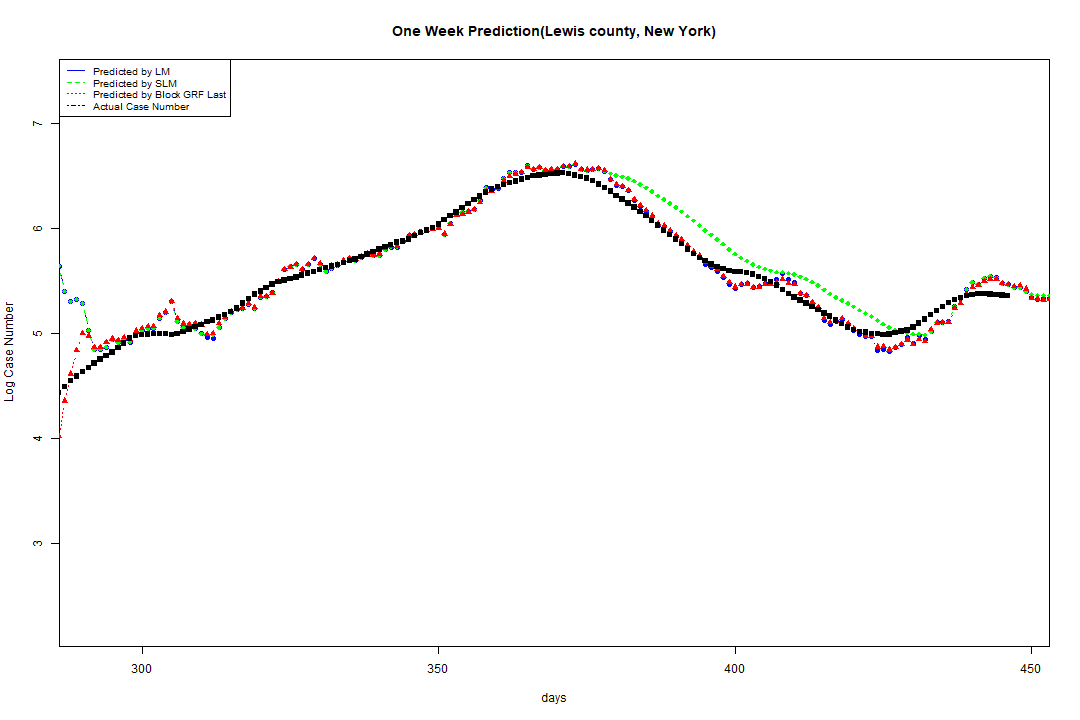 One Week Prediction(Lewis county, New York)
Predicted by LM
Predicted by SLM
Predicted by Block GRF Last
Actual Case Number
7
6
5
4
3
Log Case Number
300 350 400 450
days